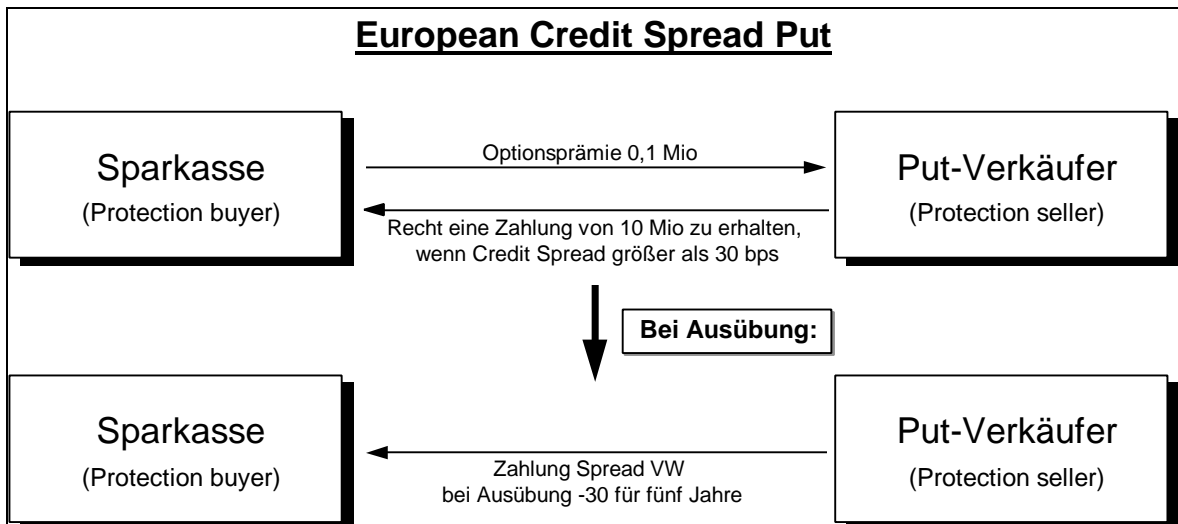 European Credit Spread Put
Sparkasse
(Protection buyer)
Optionsprämie 0,1 Mio
Recht eine Zahlung von 10 Mio zu erhalten,
wenn Credit Spread größer als 30 bps
Put-Verkäufer
(Protection seller)
Bei Ausübung:
Sparkasse
(Protection buyer)
Zahlung Spread VW
bei Ausübung -30 für fünf Jahre
Put-Verkäufer
(Protection seller)